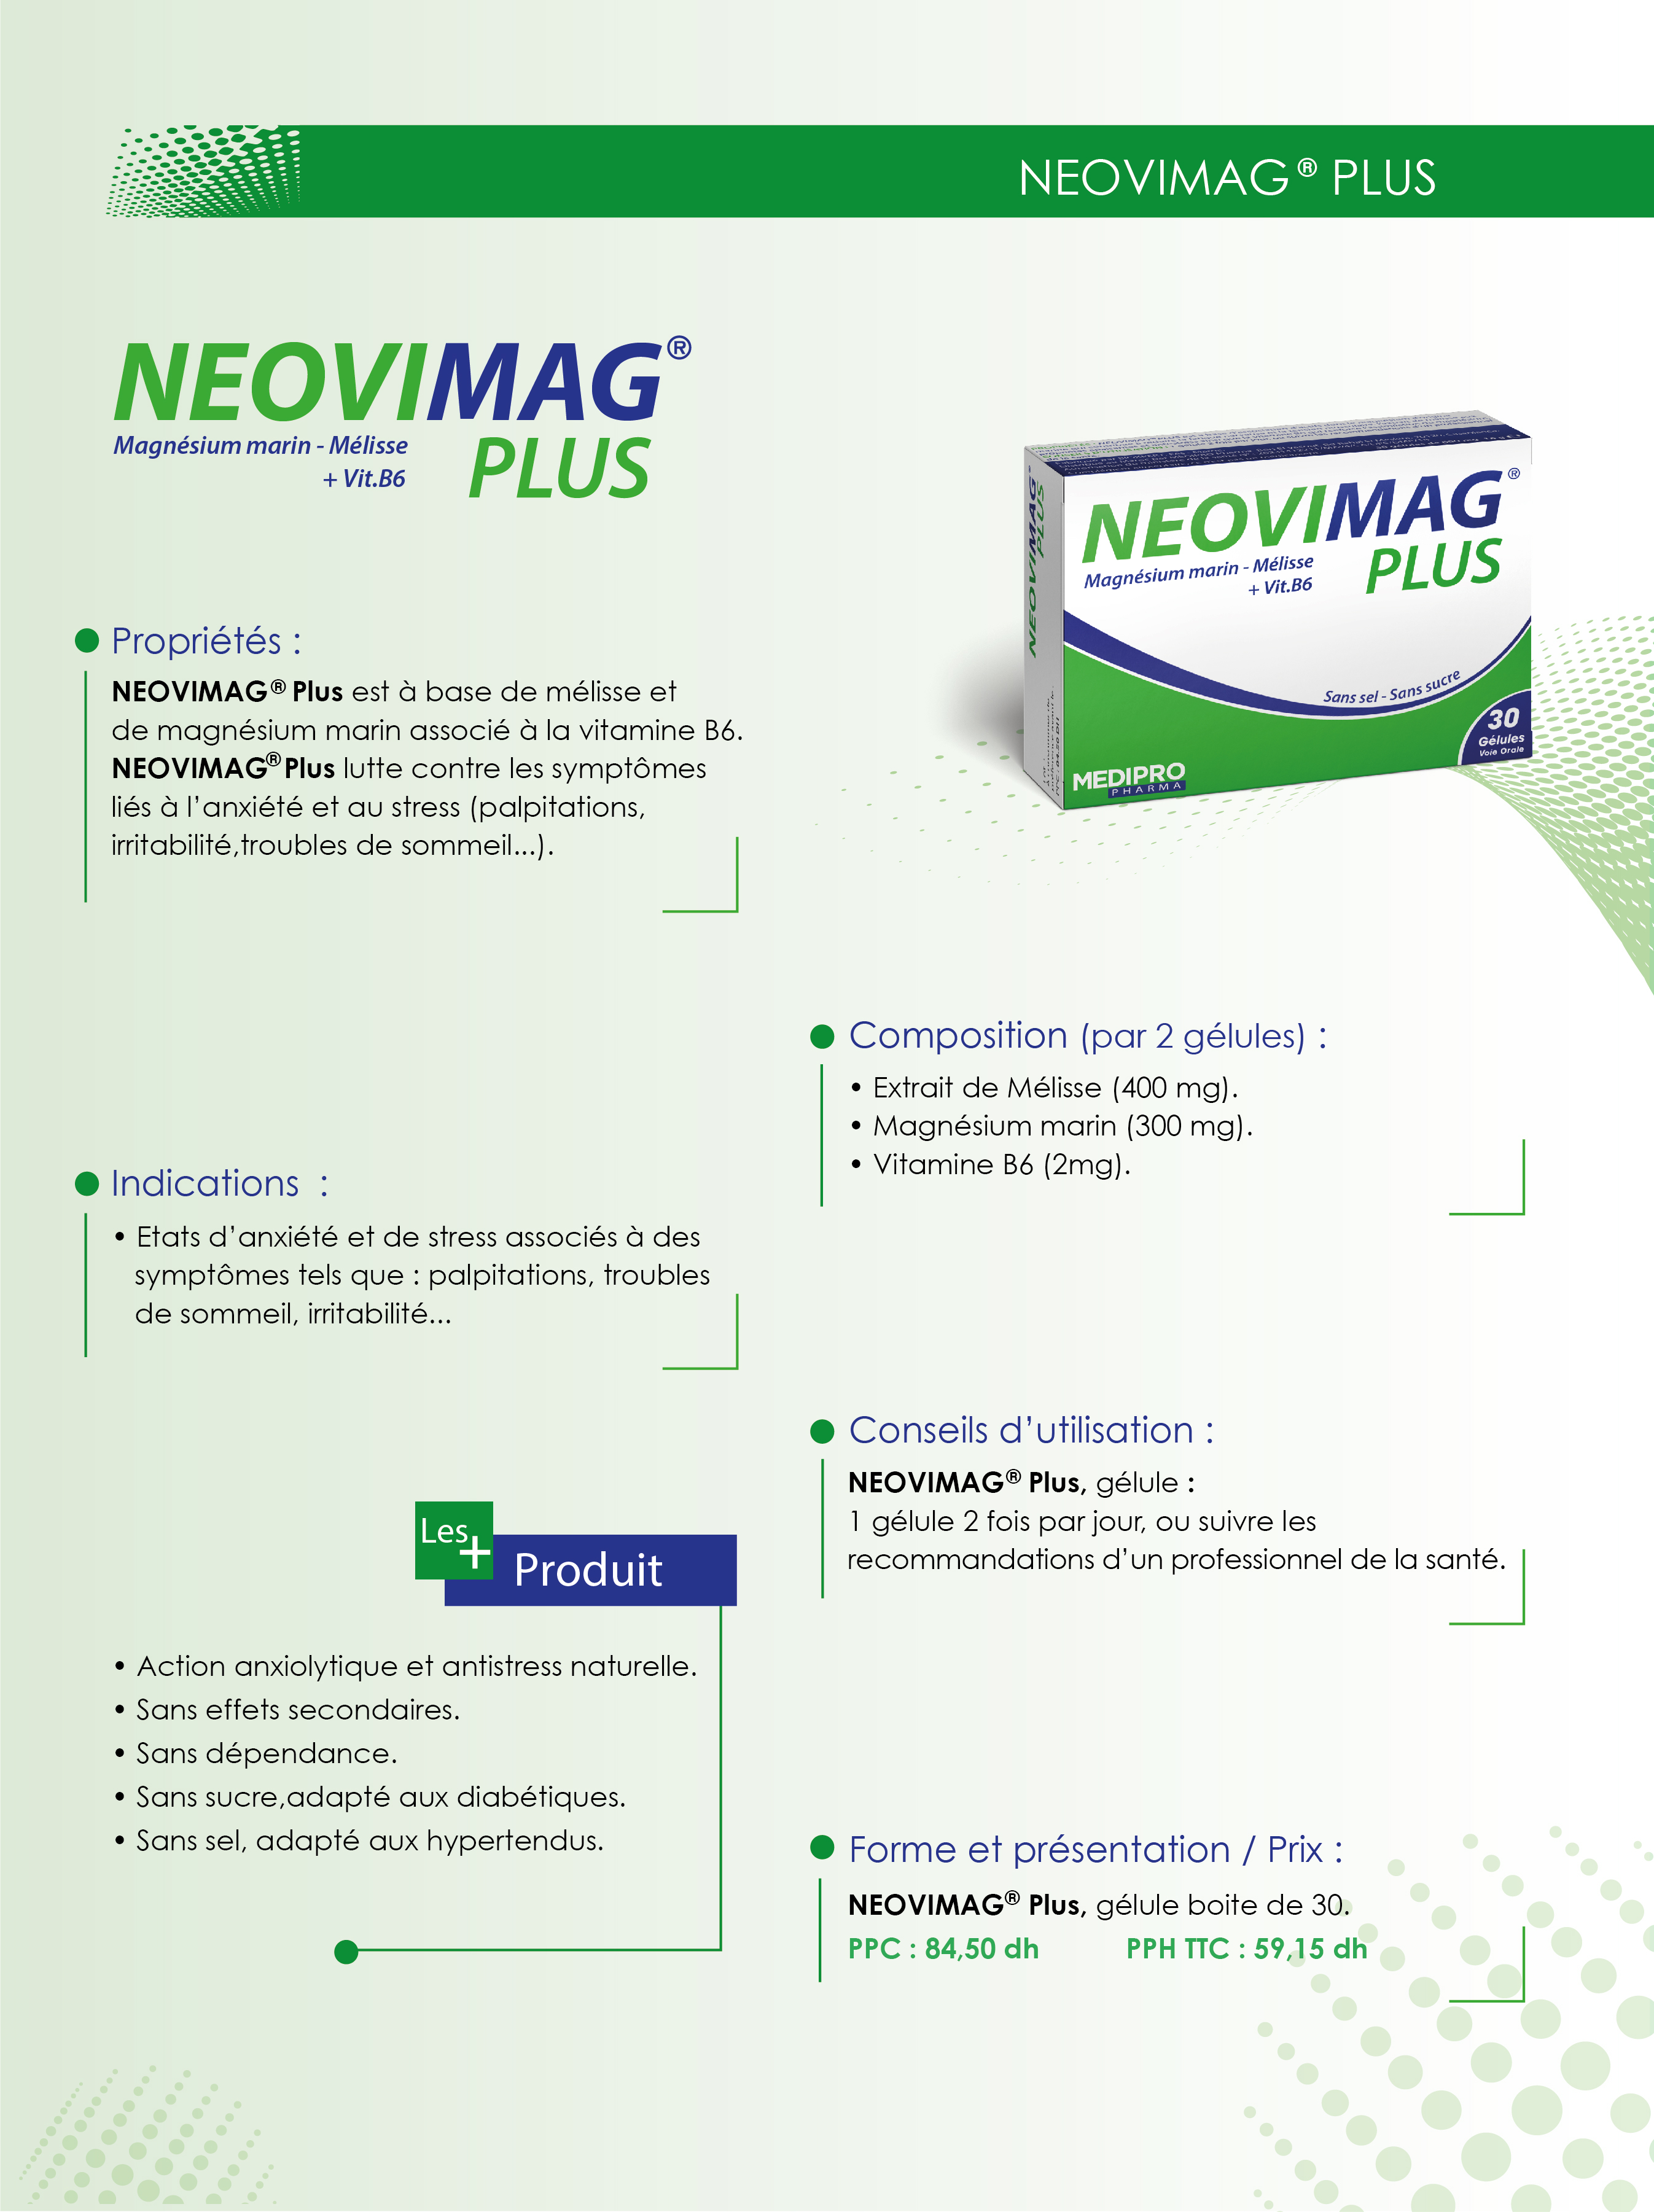 NEOVIMAG® PLUS
NEOVIMAG®
Magnésium marin - Mélisse
+ Vit.B6
PLUS
NEOVIMAG®
PLUS
Magnésium marin - Mélisse
+ Vit.B6
Sans sel - Sans sucre
30
Gélules
Voie Orale
MEDIPRO
PHARMA
NEOVIMAG®
PLUS
Propriétés :
NEOVIMAG® Plus est à base de mélisse et
de magnésium marin associé à la vitamine B6.
NEOVIMAG® Plus lutte contre les symptômes
liés à l’anxiété et au stress (palpitations,
irritabilité,troubles de sommeil...).
Composition (par 2 gélules) :
• Extrait de Mélisse (400 mg).
• Magnésium marin (300 mg).
• Vitamine B6 (2mg).
Indications :
• Etats d’anxiété et de stress associés à des
symptômes tels que : palpitations, troubles
de sommeil, irritabilité...
Conseils d’utilisation :
NEOVIMAG® Plus, gélule :
1 gélule 2 fois par jour, ou suivre les
recommandations d’un professionnel de la santé.
Les +
Produit
• Action anxiolytique et antistress naturelle.
• Sans effets secondaires.
• Sans dépendance.
• Sans sucre,adapté aux diabétiques.
• Sans sel, adapté aux hypertendus.
Forme et présentation / Prix :
NEOVIMAG® Plus, gélule boite de 30.
PPC : 84,50 dh PPH TTC : 59,15 dh